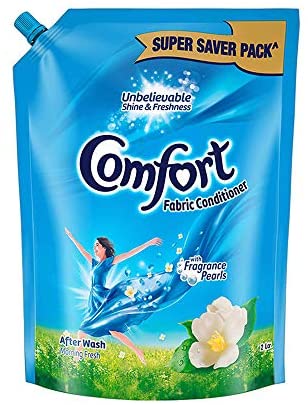 SUPER SAVER PACK^
Unbelievable
Shine & Freshness
Comfort
Fabric Conditioner
with
Fragrance
Pearls
After Wash
Morning Fresh